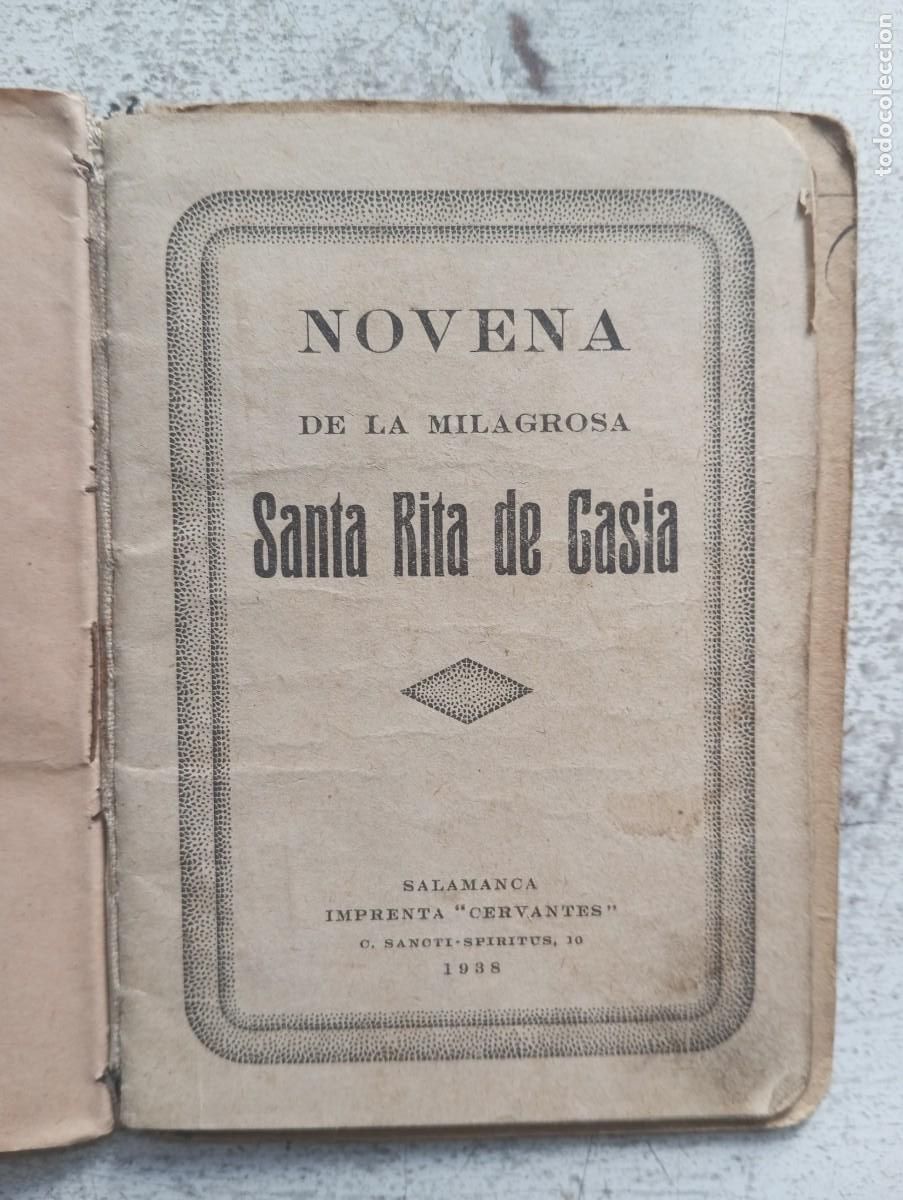 NOVENA
DE LA MILAGROSA
Santa Rita de Casia
SALAMANCA
IMPRENTA "CERVANTES"
C. SANCTI-SPIRITUS, 10
1938
todocoleccion